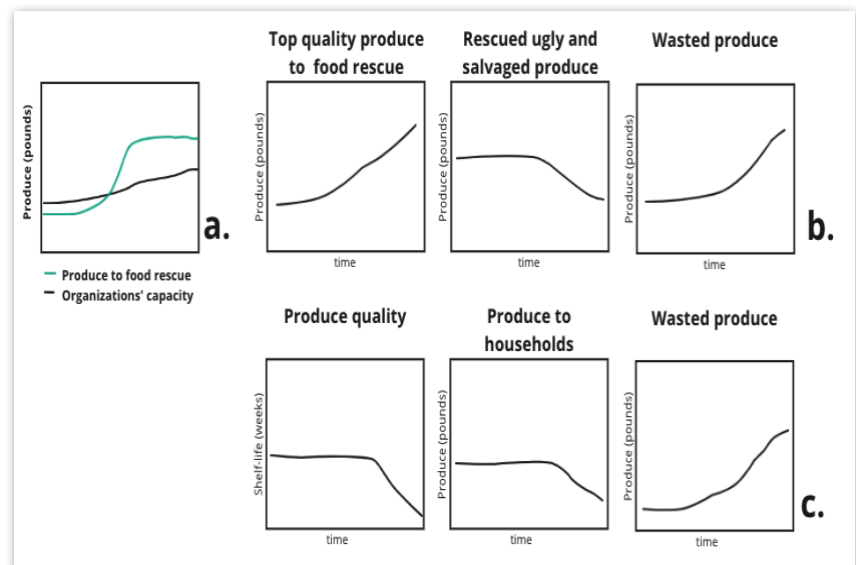 Top quality produce
to food rescue
Rescued ugly and
salvaged produce
Wasted produce
Produce (pounds)
Produce (pounds)
Produce (pounds)
Produce (pounds)
a.
b.
time
time
time
Produce to food rescue
Organizations' capacity
Produce quality
Produce to
households
Wasted produce
Shelf-life (weeks)
Produce (pounds)
Produce (pounds)
c.
time
time
time